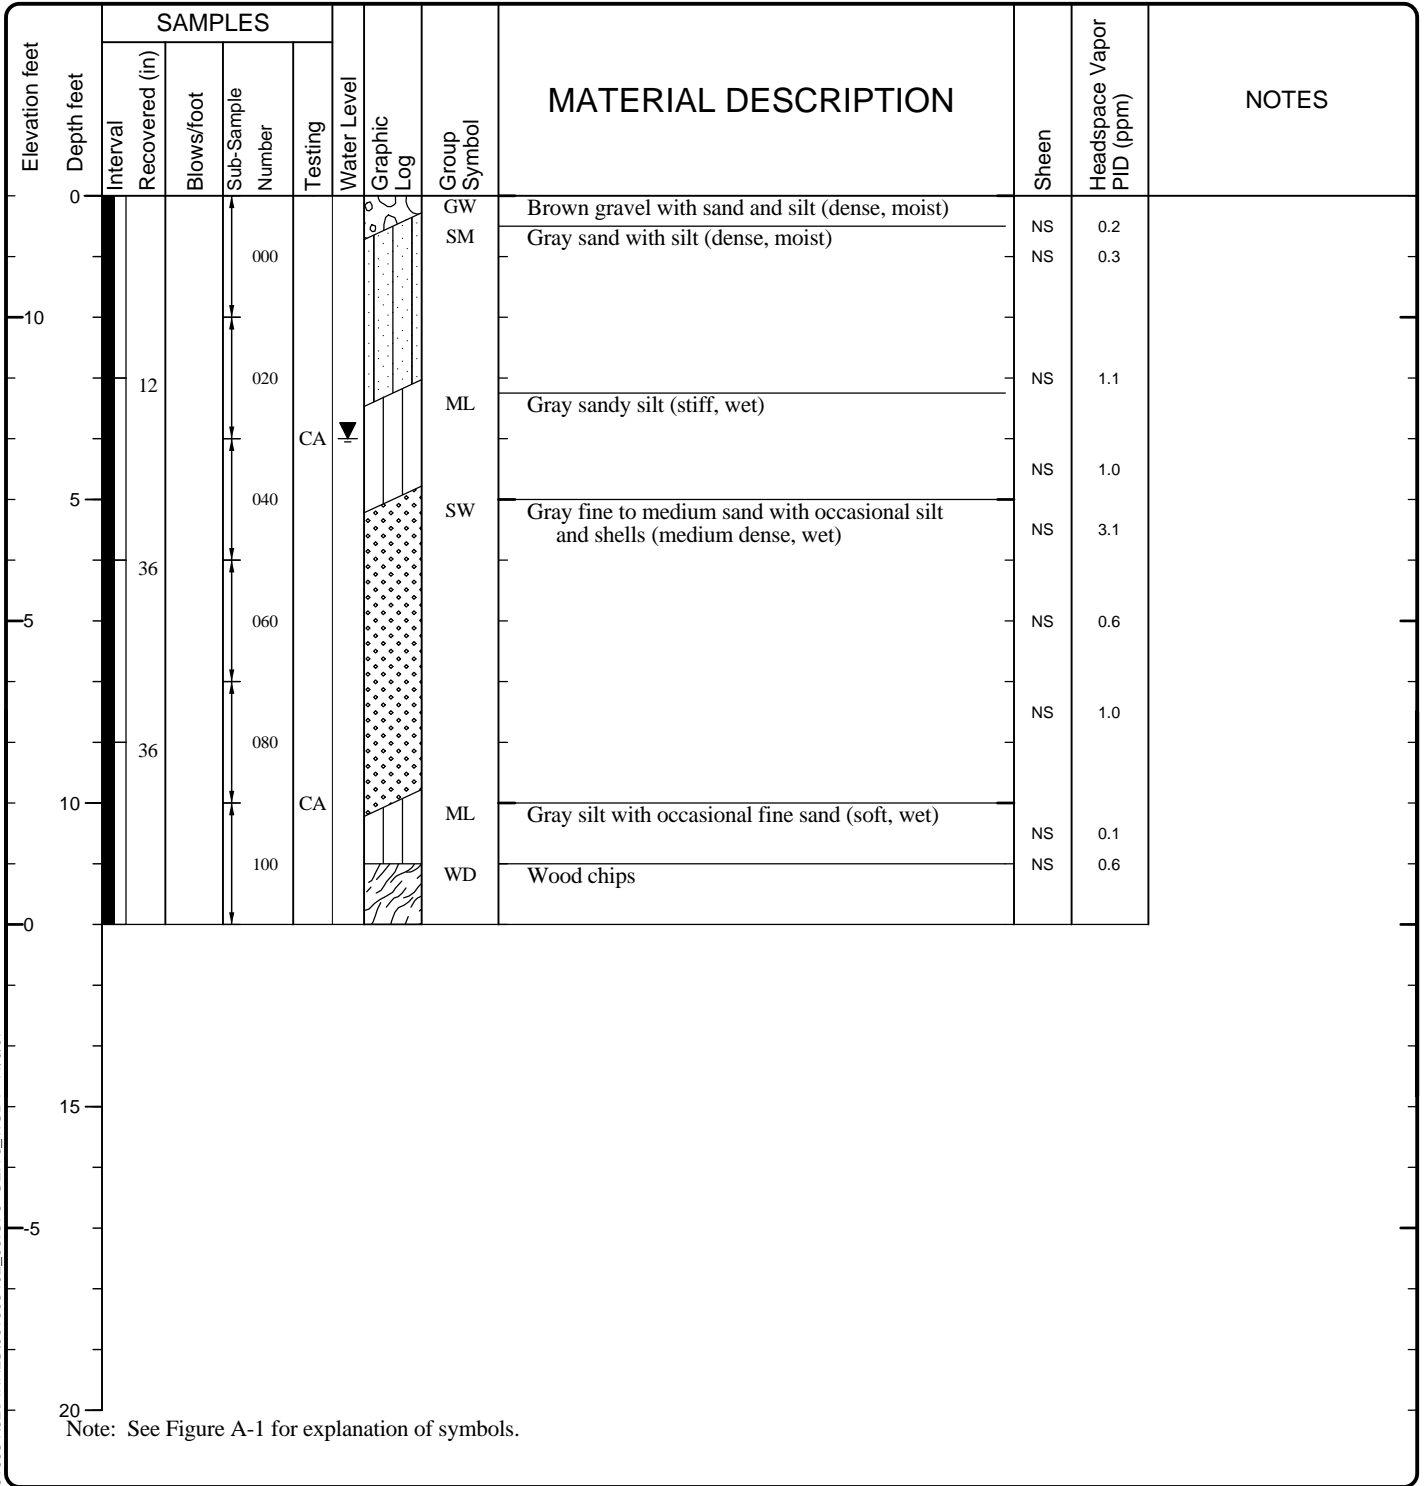 SAMPLES
Elevation feet
Depth feet
Interval
Recovered (in)
Blows/foot
Sub-Sample
Number
Testing
Water Level
Graphic
Log
Group
Symbol
MATERIAL DESCRIPTION
Sheen
Headspace Vapor
PID (ppm)
NOTES
0
GW Brown gravel with sand and silt (dense, moist)
NS 0.2
SM Gray sand with silt (dense, moist)
000 NS 0.3
10
12 020 NS 1.1
ML Gray sandy silt (stiff, wet)
CA
NS 1.0
5 040
SW Gray fine to medium sand with occasional silt
and shells (medium dense, wet)
NS 3.1
36
5 060 NS 0.6
NS 1.0
36 080
10 CA
ML Gray silt with occasional fine sand (soft, wet)
NS 0.1
100 NS 0.6
WD Wood chips
0
15
-5
20
Note: See Figure A-1 for explanation of symbols.